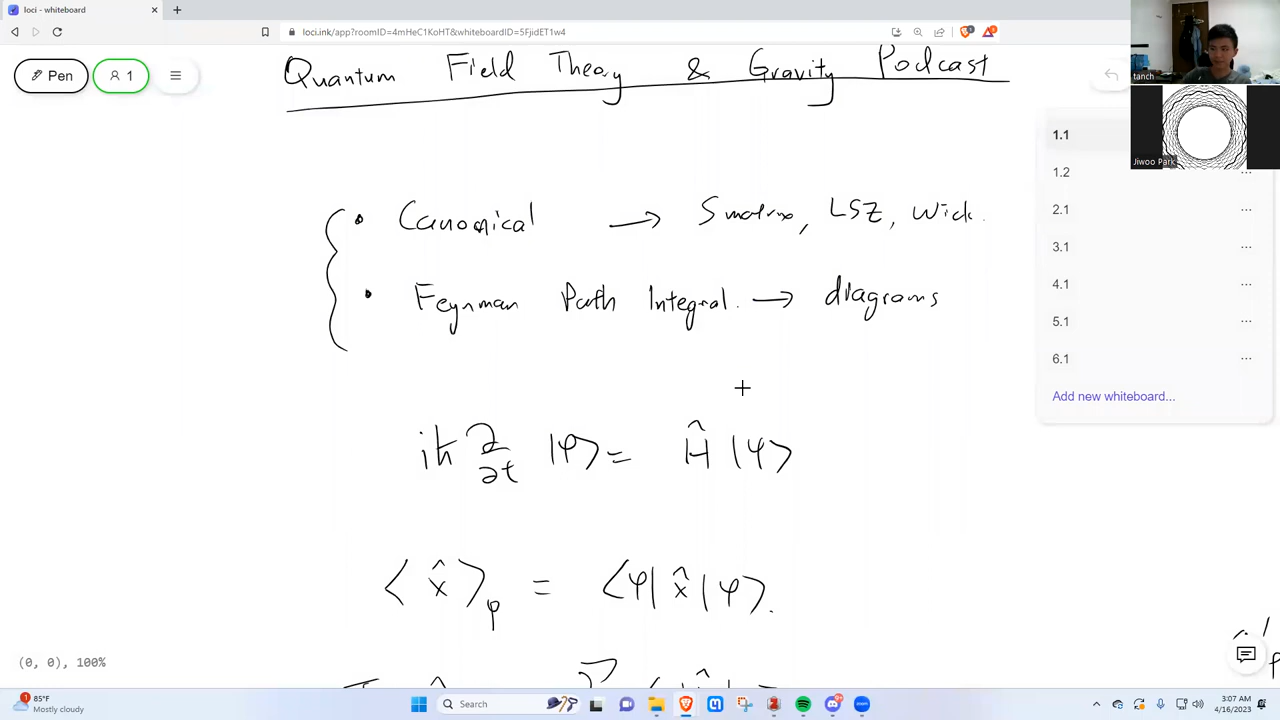 loci - whiteboard
loci.ink/app?roomID=4mHeC1KoHT&whiteboardID=5FjidET1w4
Pen
1
Quantum Field Theory & Gravity Podcast
tanch
Jiwoo Park
1.1
1.2
2.1
3.1
4.1
5.1
6.1
Add new whiteboard...
• Canonical → S matrix, LSZ, Wick.
• Feynman Path Integral. → diagrams
iħ ∂/∂t |ψ> = Ĥ |ψ>
<x̂>φ = <φ| x̂ |φ>.
(0, 0), 100%
1
85°F
Mostly cloudy
Search
3:07 AM
4/16/2023